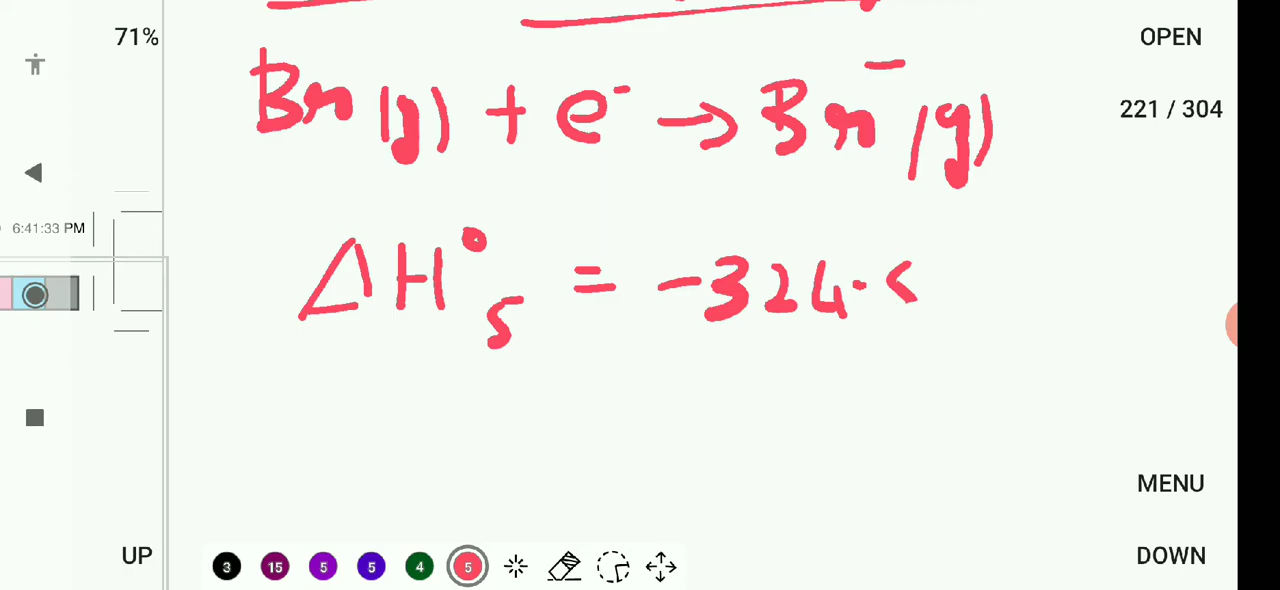 71%
OPEN
Br(g) + e⁻ → Br⁻(g)
221 / 304
6:41:33 PM
ΔH°₅ = -324.
MENU
UP
DOWN
3 15 5 5 4 5